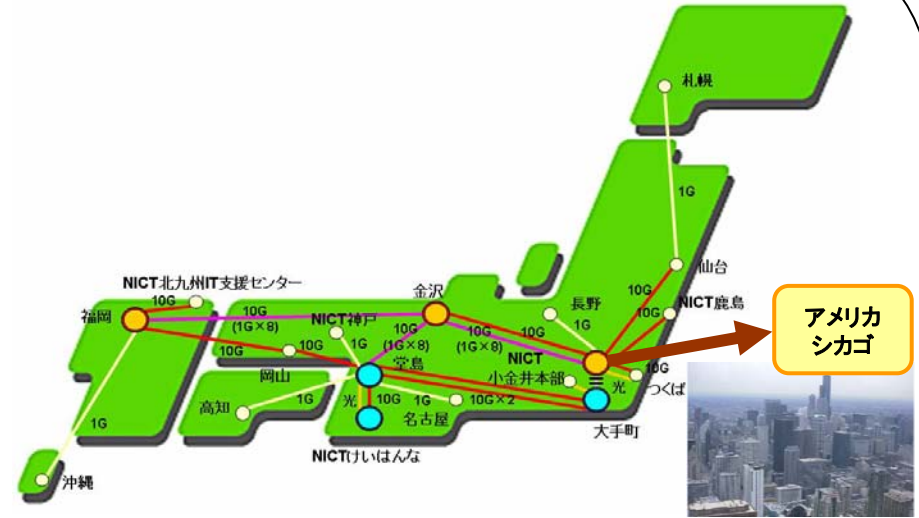 札幌
1G
仙台
10G
10G
NICT鹿島
アメリカ
シカゴ
NICT北九州IT支援センター
10G
福岡
10G
(1G×8)
金沢
長野
1G
10G
10G
(1G×8)
NICT神戸
1G
10G
(1G×8)
10G
10G
岡山
堂島
NICT
小金井本部
光
10G
つくば
大手町
高知
1G
光
10G
1G
名古屋
10G×2
NICTけいはんな
1G
沖縄